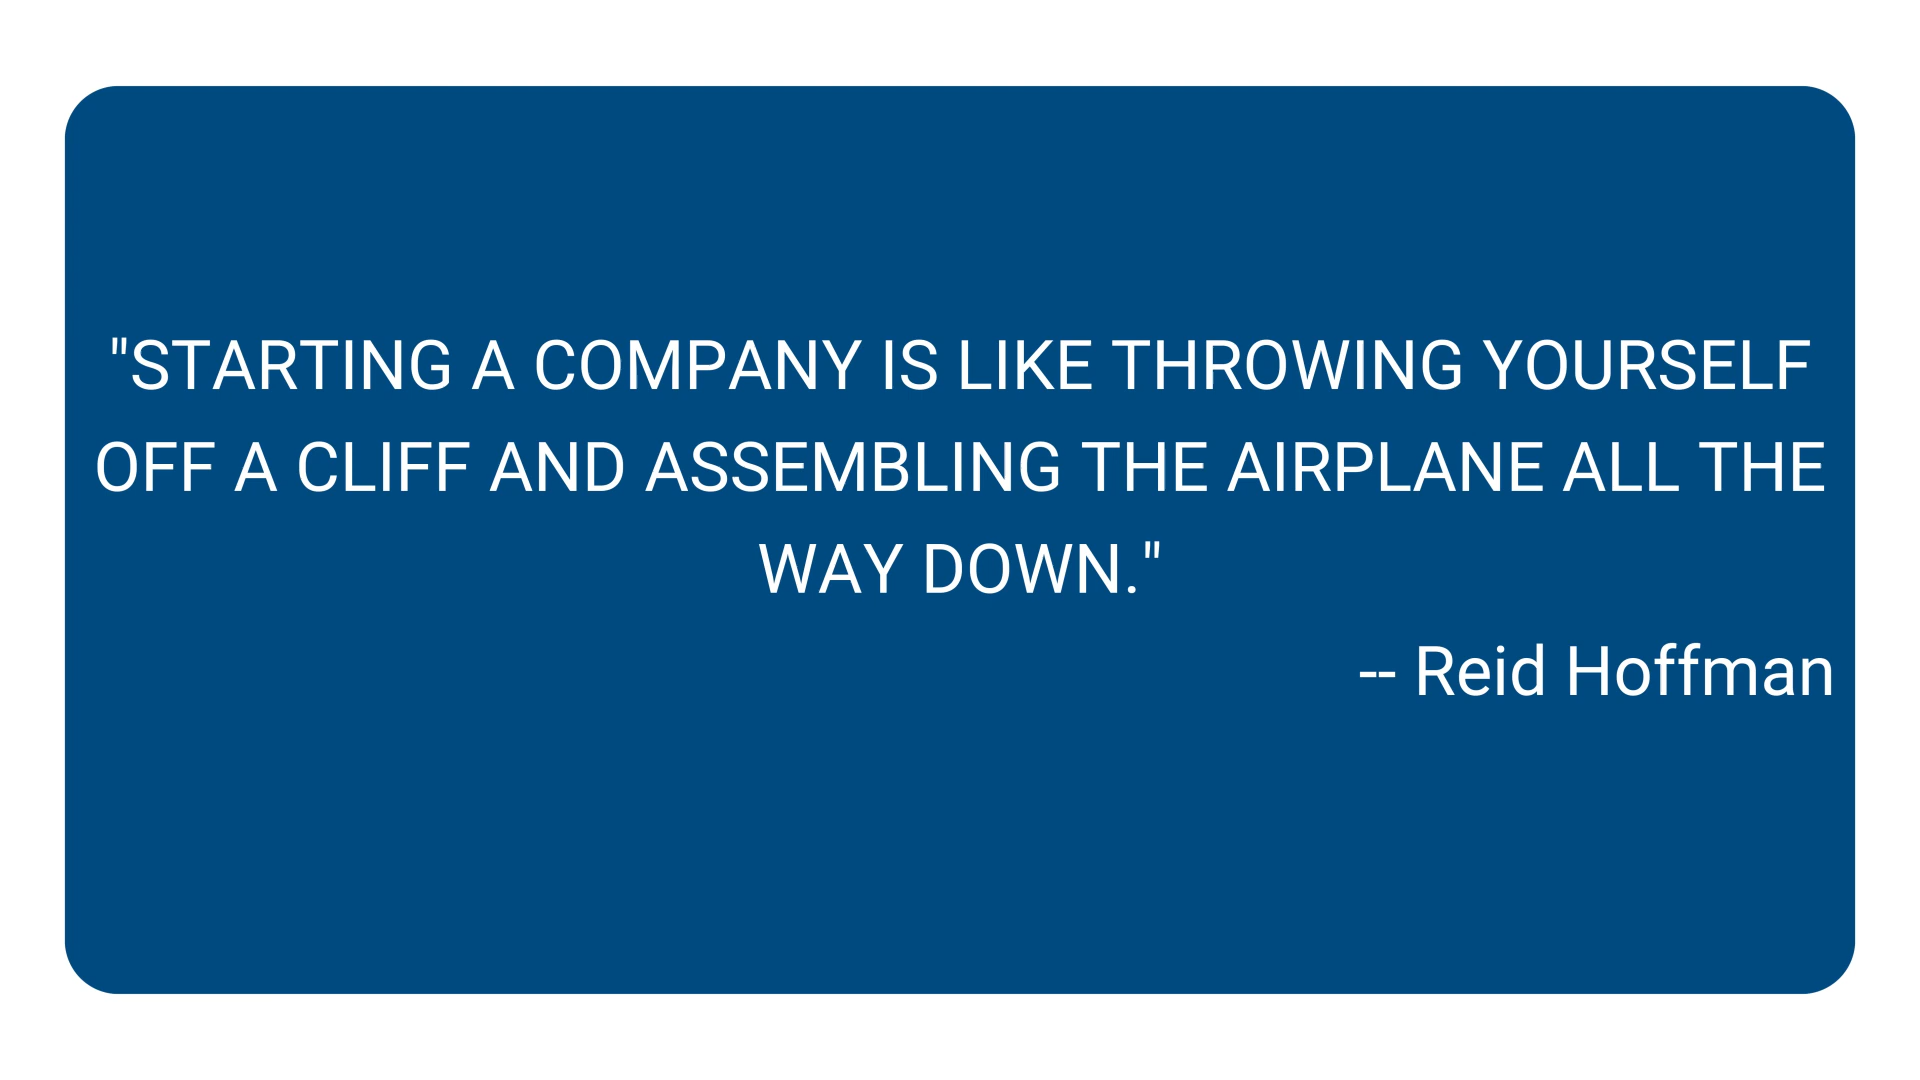 "STARTING A COMPANY IS LIKE THROWING YOURSELF
OFF A CLIFF AND ASSEMBLING THE AIRPLANE ALL THE
WAY DOWN."
-- Reid Hoffman